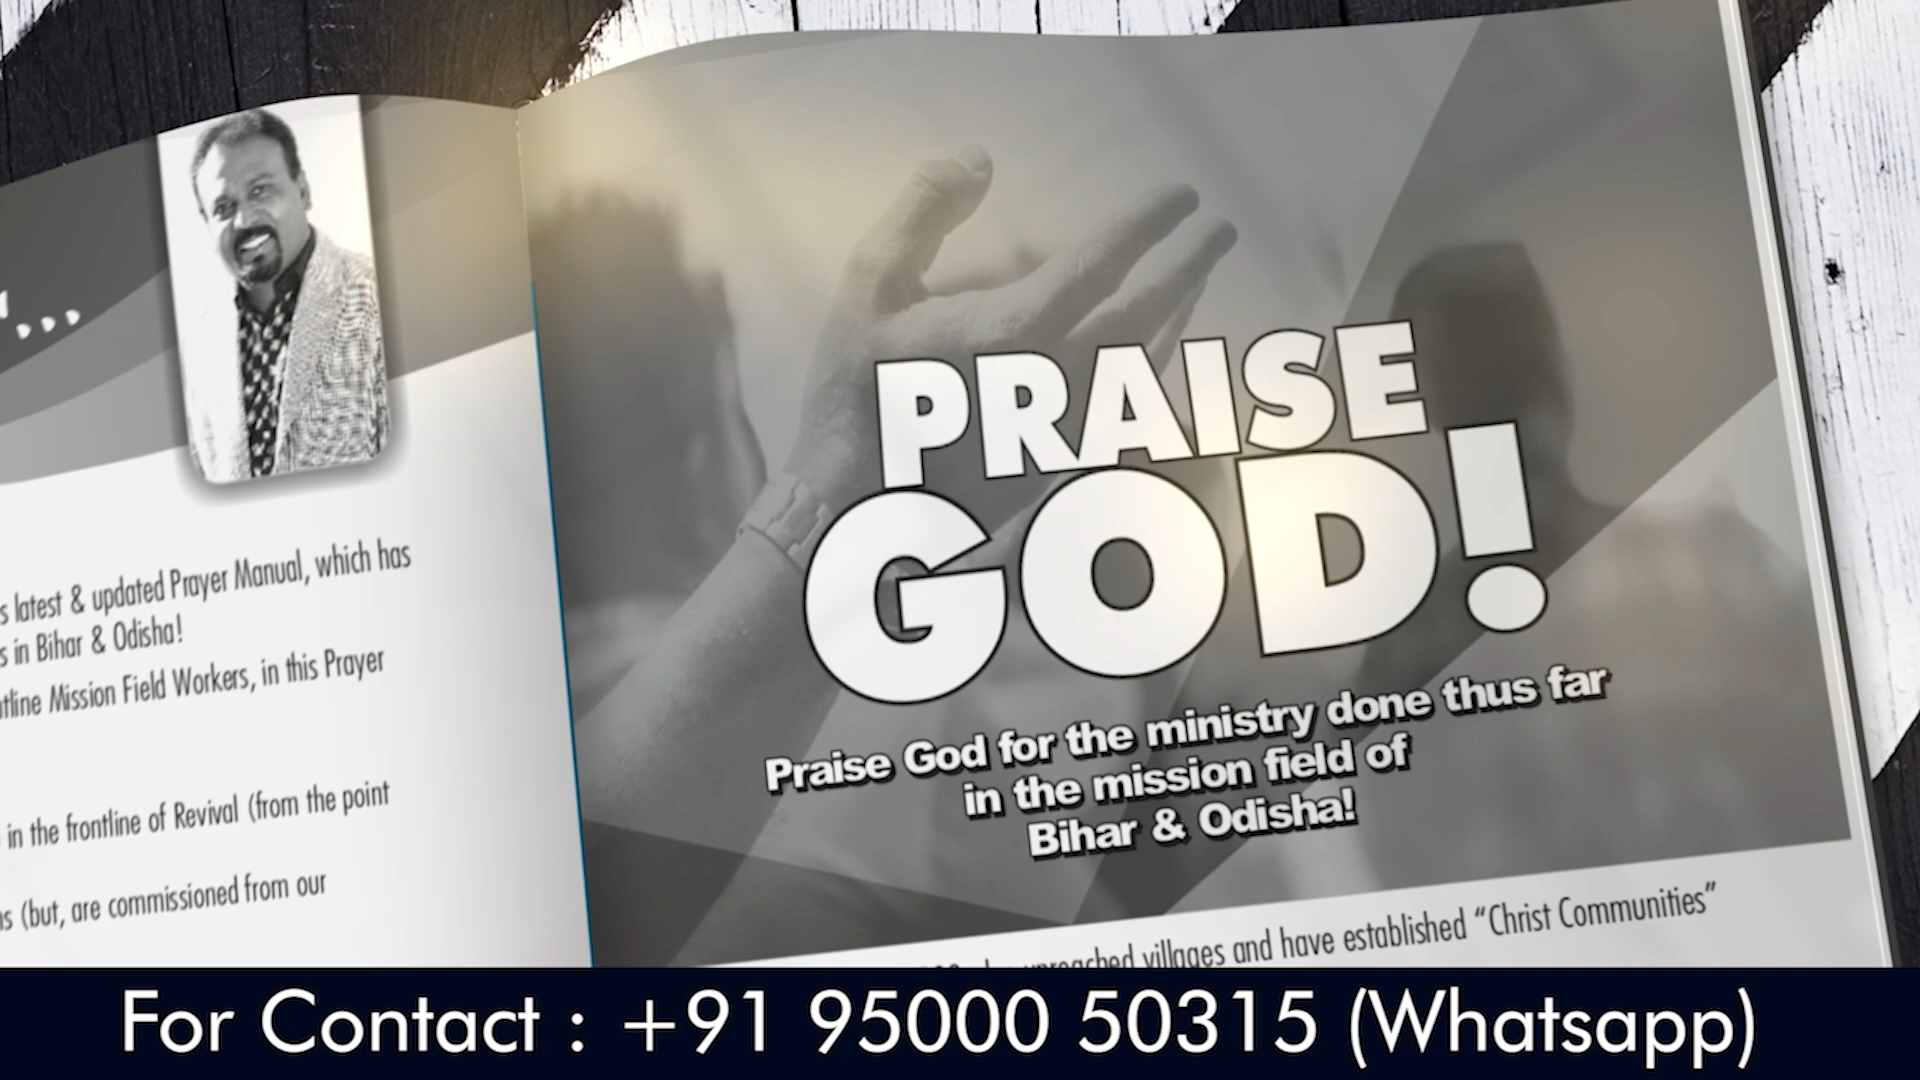 s latest & updated Prayer Manual, which has
s in Bihar & Odisha!
Mission Field Workers, in this Prayer
in the frontline of Revival (from the point
(but, are commissioned from our
PRAISE
GOD!
Praise God for the ministry done thus far
in the mission field of
Bihar & Odisha!
villages and have established “Christ Communities”
For Contact : +91 95000 50315 (Whatsapp)